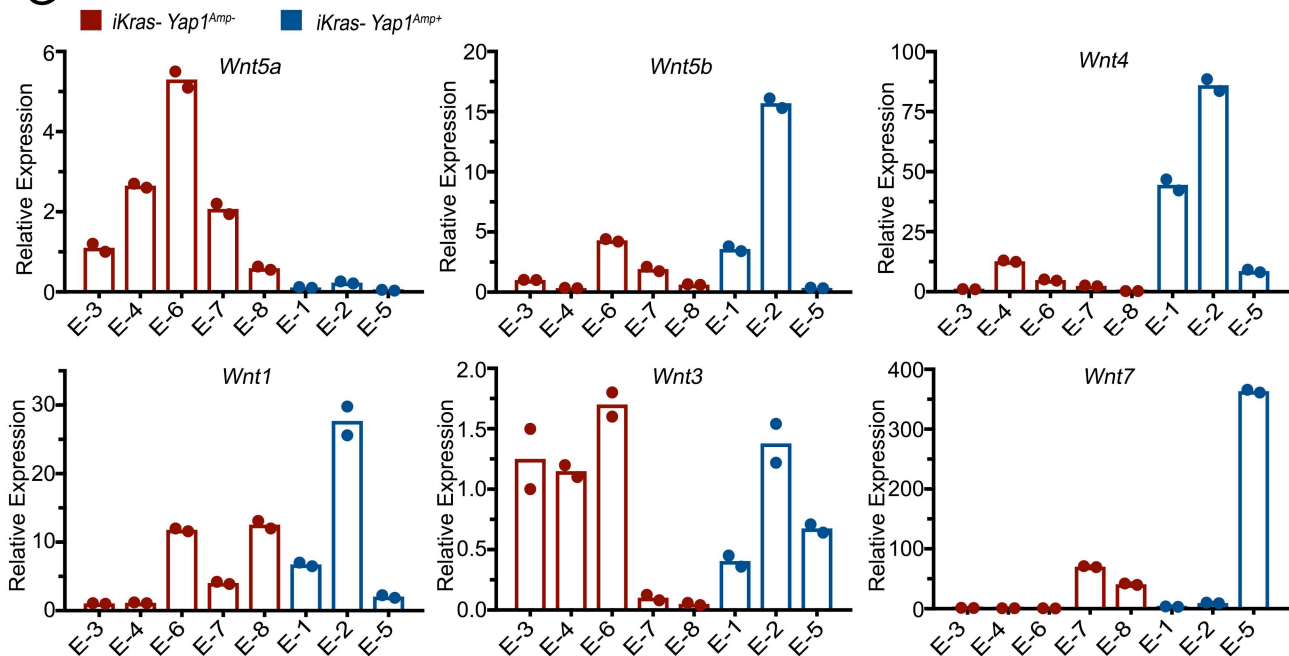 iKras- Yap1Amp- iKras- Yap1Amp+
Wnt5a
Relative Expression
6
4
2
0
E-3 E-4 E-6 E-7 E-8 E-1 E-2 E-5
Wnt5b
Relative Expression
20
15
10
5
0
E-3 E-4 E-6 E-7 E-8 E-1 E-2 E-5
Wnt4
Relative Expression
100
75
50
25
0
E-3 E-4 E-6 E-7 E-8 E-1 E-2 E-5
Wnt1
Relative Expression
30
20
10
0
E-3 E-4 E-6 E-7 E-8 E-1 E-2 E-5
Wnt3
Relative Expression
2.0
1.5
1.0
0.5
0.0
E-3 E-4 E-6 E-7 E-8 E-1 E-2 E-5
Wnt7
Relative Expression
400
300
200
100
0
E-3 E-4 E-6 E-7 E-8 E-1 E-2 E-5